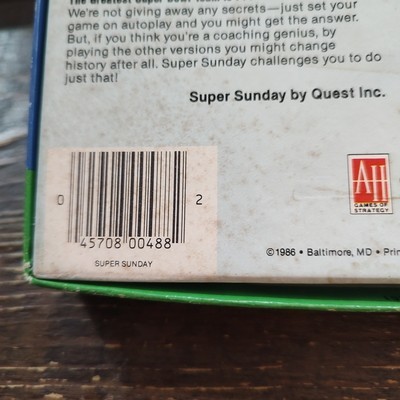 We're not giving away any secrets—just set your
game on autoplay and you might get the answer.
But, if you think you're a coaching genius, by
playing the other versions you might change
history after all. Super Sunday challenges you to do
just that!
Super Sunday by Quest Inc.
0 45708 00488 2
SUPER SUNDAY
AH
GAMES OF
STRATEGY
©1986 • Baltimore, MD • Prin